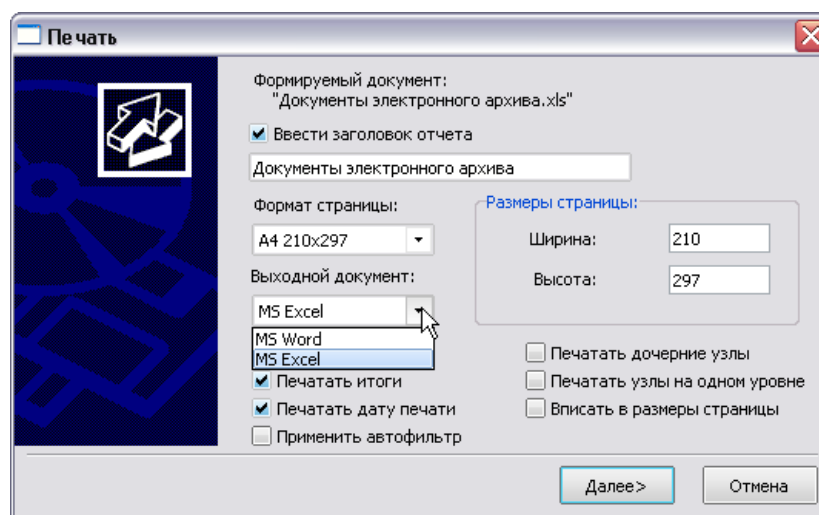 Печать
Формируемый документ:
"Документы электронного архива.xls"
Ввести заголовок отчета
Документы электронного архива
Формат страницы:
A4 210x297
Выходной документ:
MS Excel
MS Word
MS Excel
Печатать итоги
Печатать дату печати
Применить автофильтр
Размеры страницы:
Ширина: 210
Высота: 297
Печатать дочерние узлы
Печатать узлы на одном уровне
Вписать в размеры страницы
Далее>
Отмена